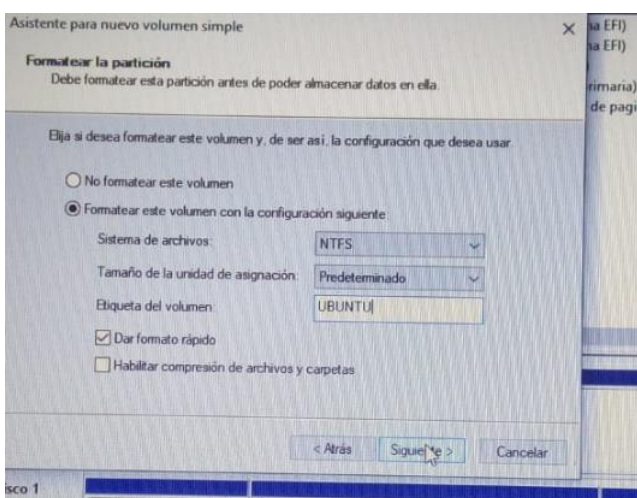 Asistente para nuevo volumen simple
Formatear la partición
Debe formatear esta partición antes de poder almacenar datos en ella.
Elija si desea formatear este volumen y, de ser así, la configuración que desea usar.
No formatear este volumen
Formatear este volumen con la configuración siguiente
Sistema de archivos:
NTFS
Tamaño de la unidad de asignación:
Predeterminado
Etiqueta del volumen:
UBUNTU
Dar formato rápido
Habilitar compresión de archivos y carpetas
< Atrás
Siguiente >
Cancelar
EFI)
EFI)
rimaria)
de pagi
sco 1